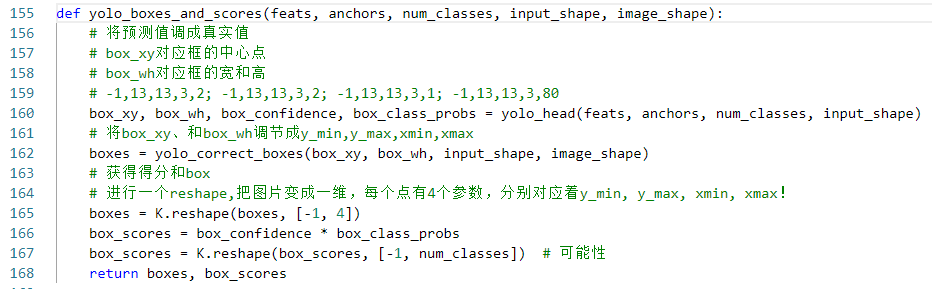 155 def yolo_boxes_and_scores(feats, anchors, num_classes, input_shape, image_shape):
156     # 将预测值调成真实值
157     # box_xy对应框的中心点
158     # box_wh对应框的宽和高
159     # -1,13,13,3,2; -1,13,13,3,2; -1,13,13,3,1; -1,13,13,3,80
160     box_xy, box_wh, box_confidence, box_class_probs = yolo_head(feats, anchors, num_classes, input_shape)
161     # 将box_xy、和box_wh调节成y_min,y_max,xmin,xmax
162     boxes = yolo_correct_boxes(box_xy, box_wh, input_shape, image_shape)
163     # 获得得分和box
164     # 进行一个reshape,把图片变成一维，每个点有4个参数，分别对应着y_min, y_max, xmin, xmax！
165     boxes = K.reshape(boxes, [-1, 4])
166     box_scores = box_confidence * box_class_probs
167     box_scores = K.reshape(box_scores, [-1, num_classes])  # 可能性
168     return boxes, box_scores